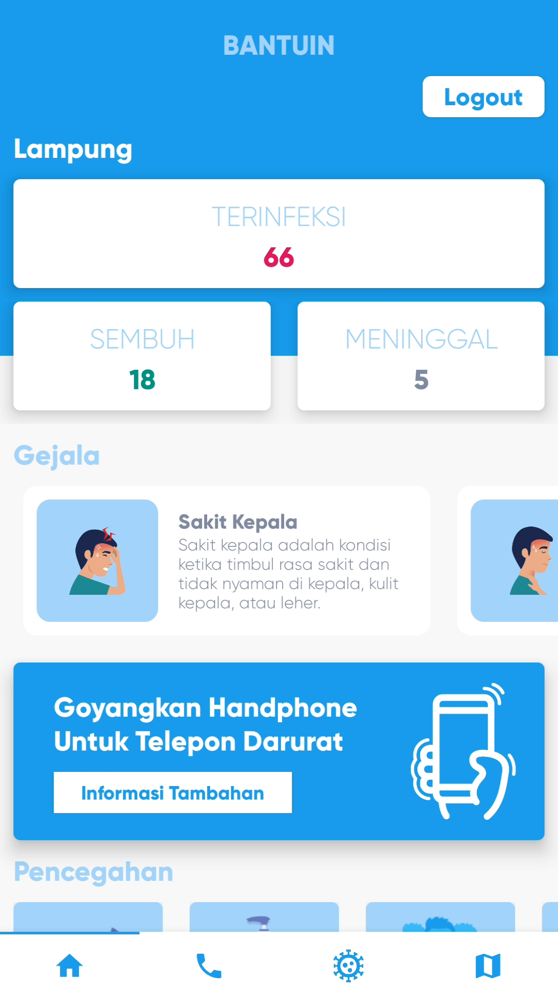 BANTUIN
Logout
Lampung
TERINFEKSI
66
SEMBUH
18
MENINGGAL
5
Gejala
Sakit Kepala
Sakit kepala adalah kondisi
ketika timbul rasa sakit dan
tidak nyaman di kepala, kulit
kepala, atau leher.
Goyangkan Handphone
Untuk Telepon Darurat
Informasi Tambahan
Pencegahan